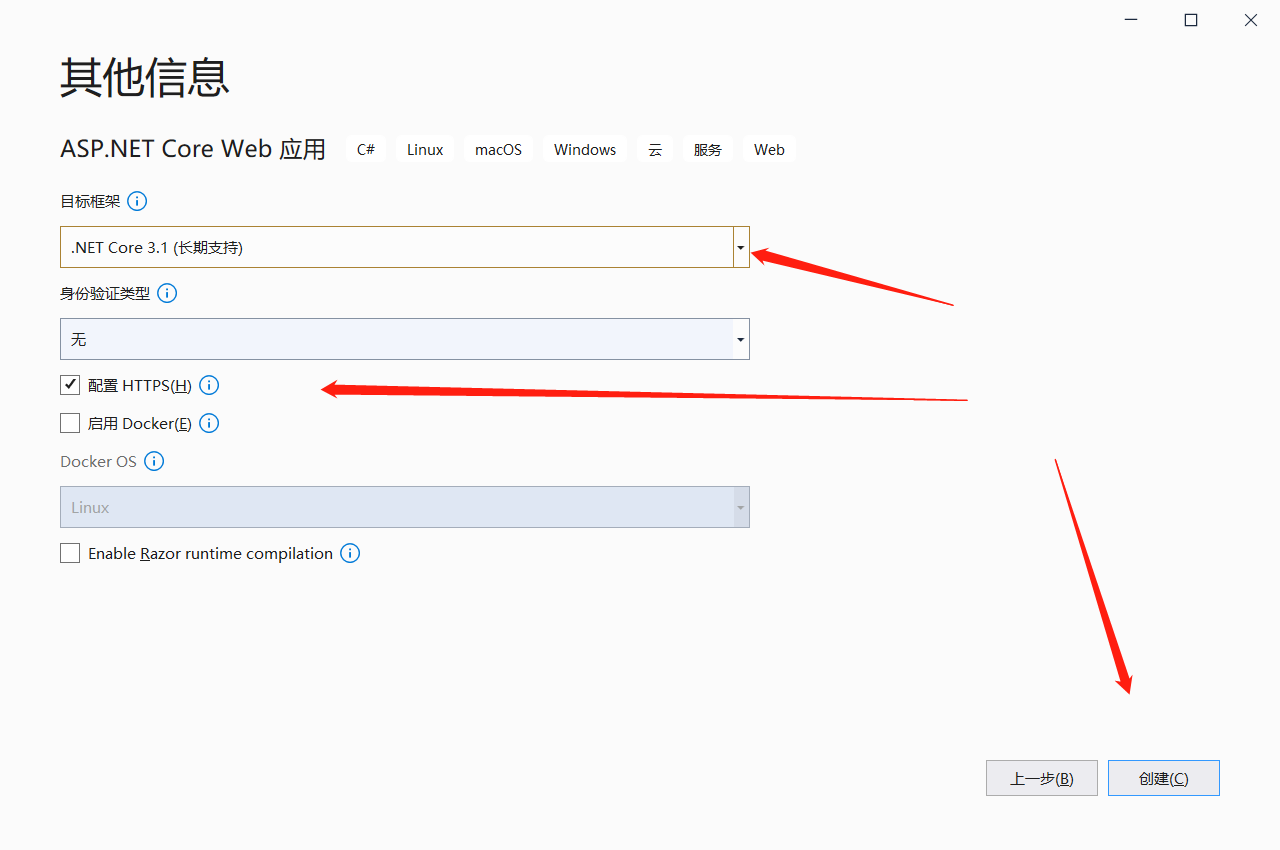 其他信息
ASP.NET Core Web 应用 C# Linux macOS Windows 云 服务 Web
目标框架
.NET Core 3.1 (长期支持)
身份验证类型
无
配置 HTTPS(H)
启用 Docker(E)
Docker OS
Linux
Enable Razor runtime compilation
上一步(B) 创建(C)